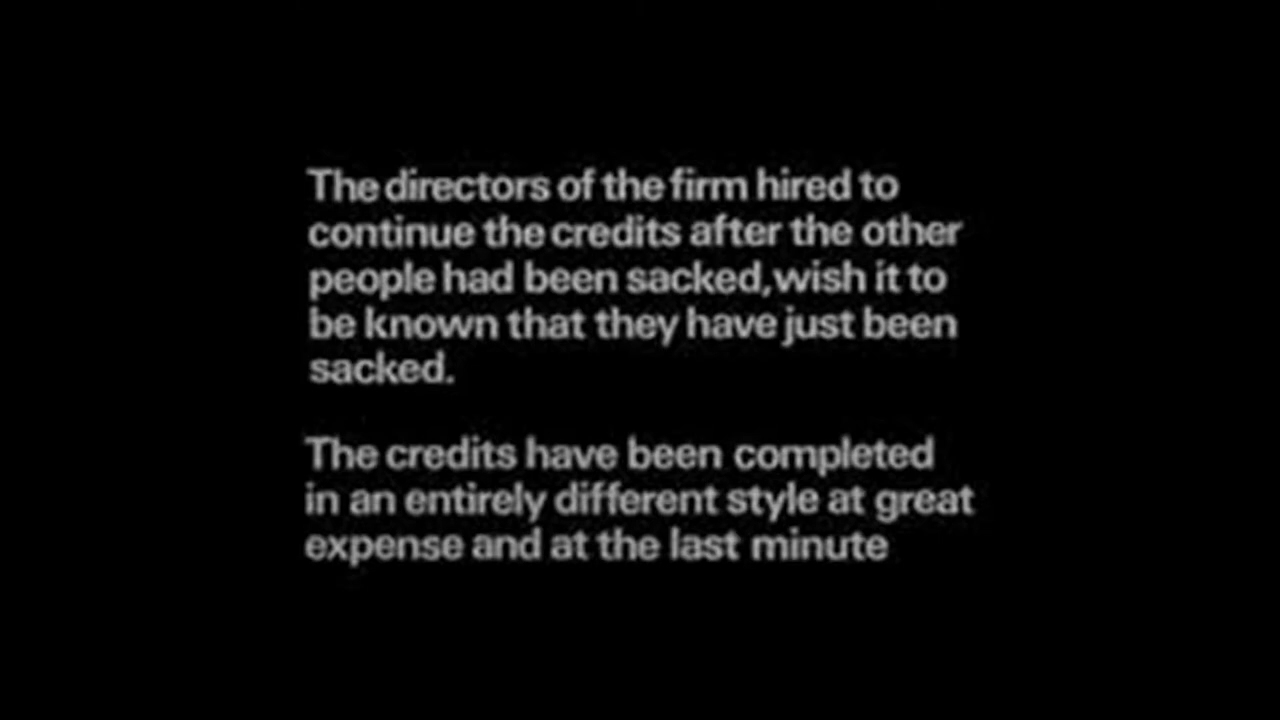 The directors of the firm hired to
continue the credits after the other
people had been sacked, wish it to
be known that they have just been
sacked.
The credits have been completed
in an entirely different style at great
expense and at the last minute